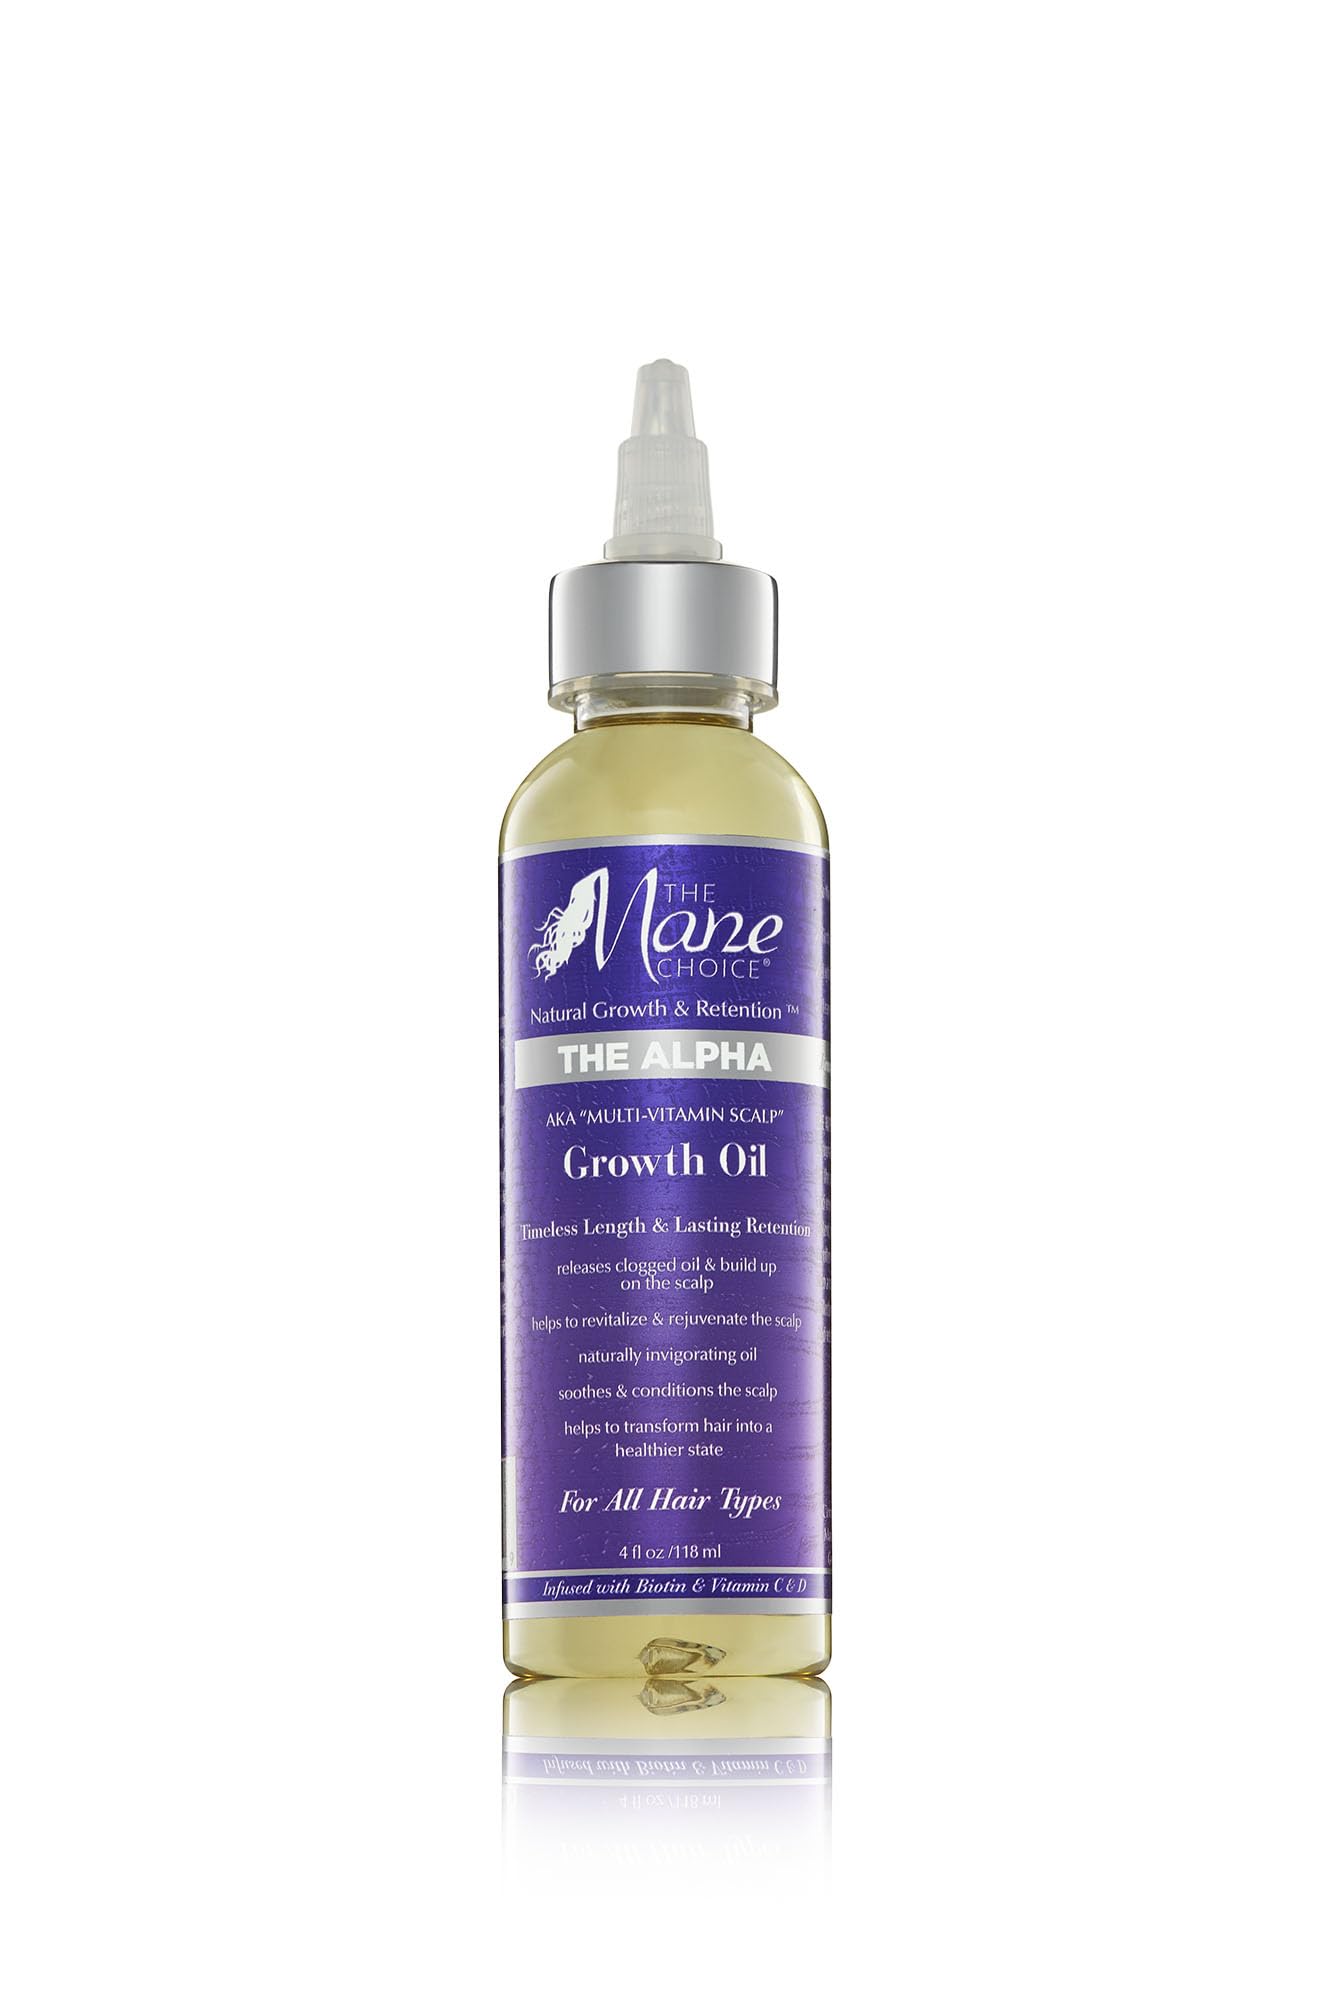 THE
Mane
CHOICE®
Natural Growth & Retention™
THE ALPHA
AKA "MULTI-VITAMIN SCALP"
Growth Oil
Timeless Length & Lasting Retention
releases clogged oil & build up
on the scalp
helps to revitalize & rejuvenate the scalp
naturally invigorating oil
soothes & conditions the scalp
helps to transform hair into a
healthier state
For All Hair Types
4 fl oz /118 ml
Infused with Biotin & Vitamin C & D